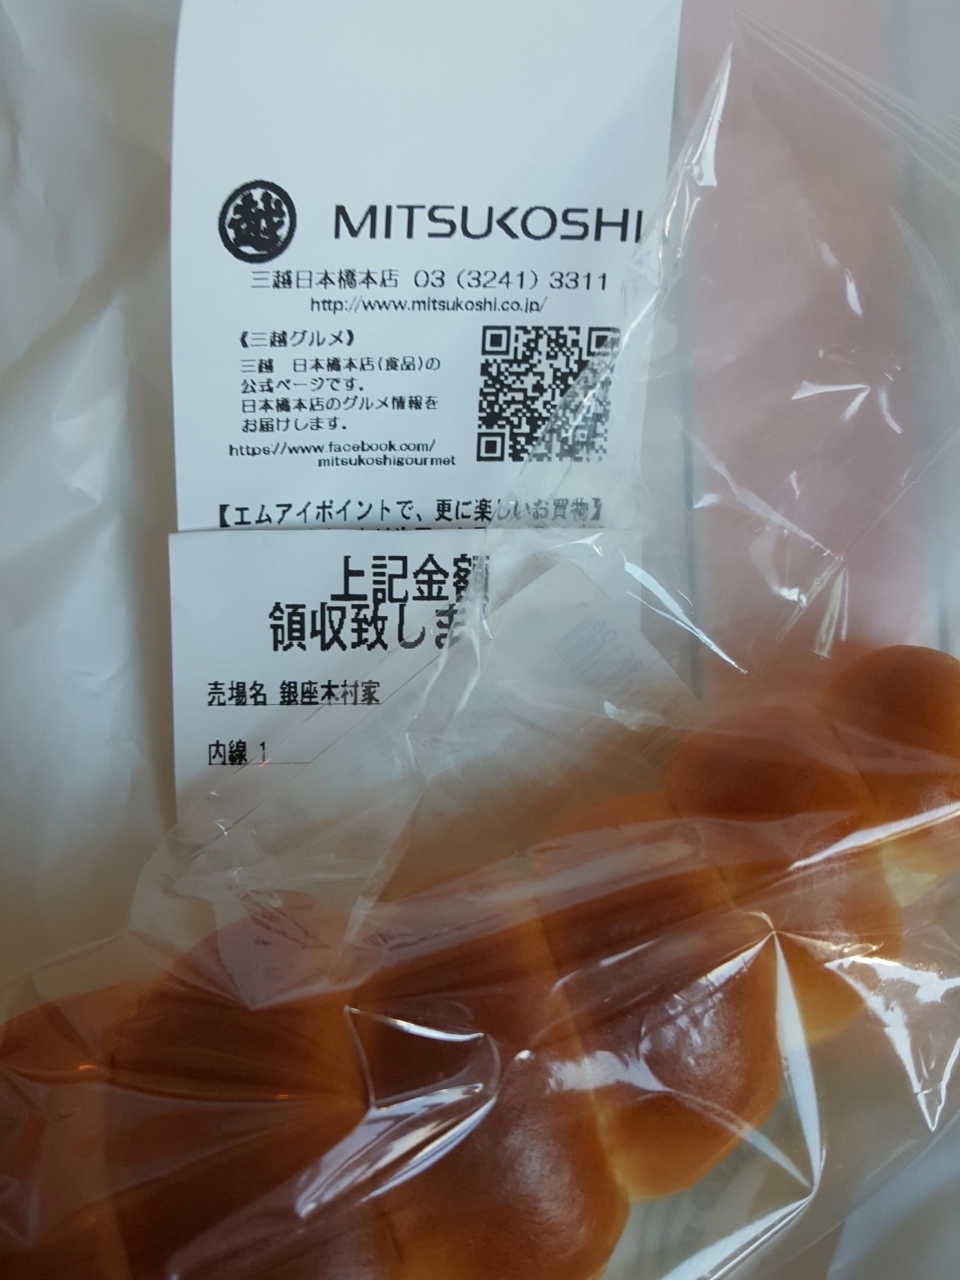 越 MITSUKOSHI
三越日本橋本店 03 (3241) 3311
http://www.mitsukoshi.co.jp/
《三越グルメ》
三越 日本橋本店(食品)の
公式ページです。
日本橋本店のグルメ情報を
お届けします。
https://www.facebook.com/
mitsukoshigourmet
【エムアイポイントで、更に楽しいお買物】
上記金額
領収致しま
売場名 銀座木村家
内線 1